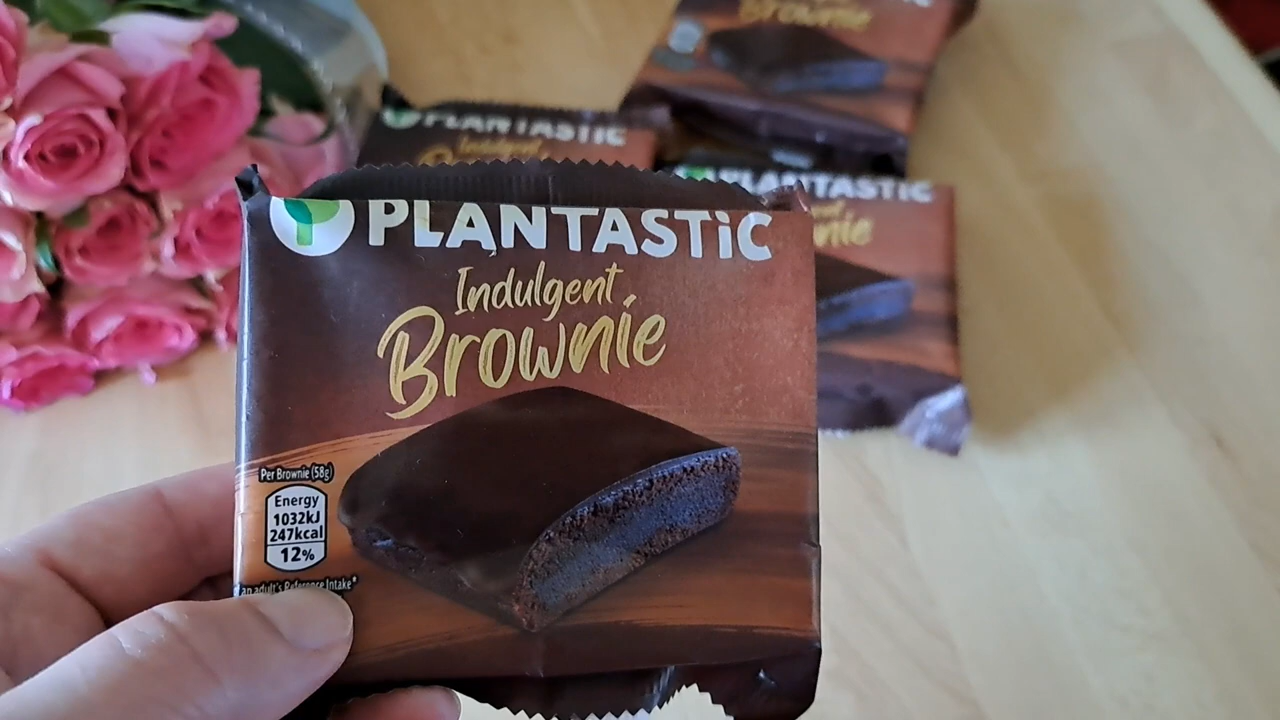 Brownie
PLANTASTIC
PLANTASTIC
Indulgent
PLANTASTiC
Indulgent
Brownie
Per Brownie (58g)
Energy
1032kJ
247kcal
12%
an adult's Reference Intake*